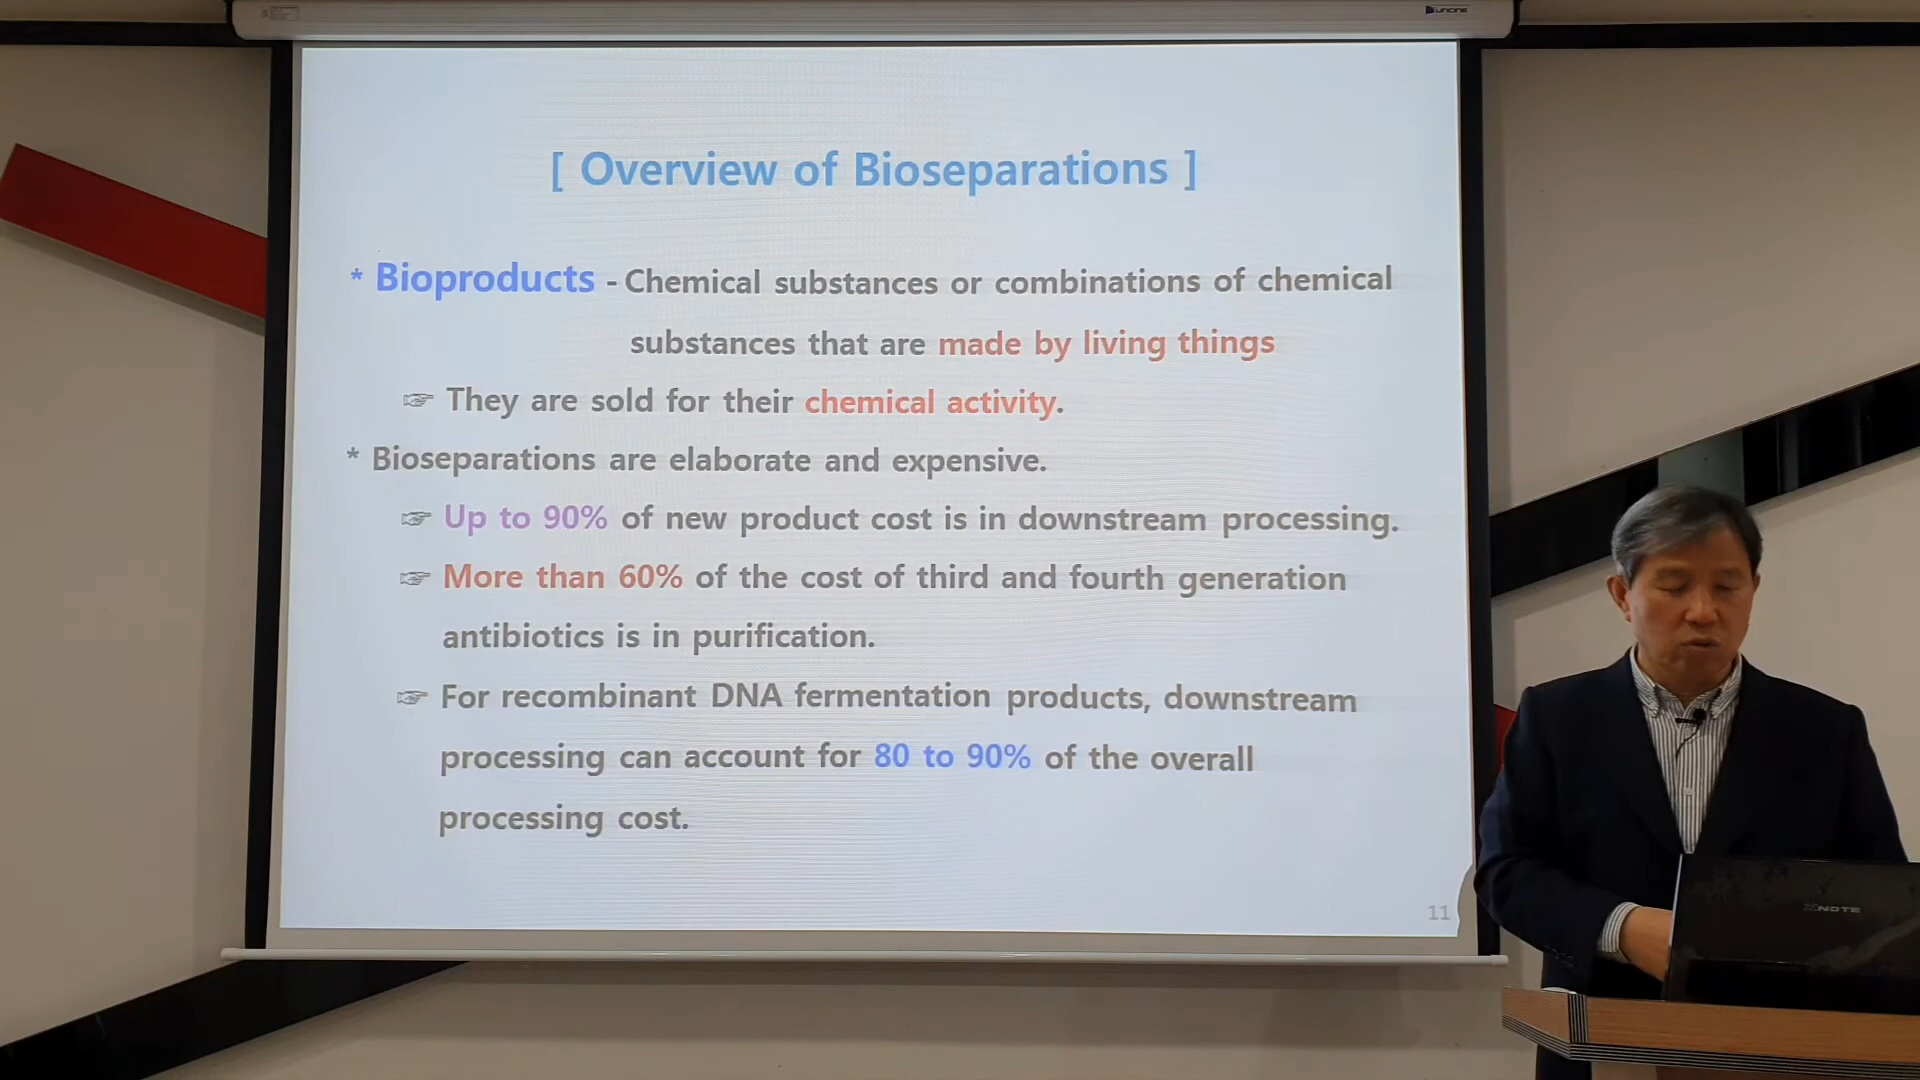 UNCINE
[ Overview of Bioseparations ]
* Bioproducts - Chemical substances or combinations of chemical
substances that are made by living things
☞ They are sold for their chemical activity.
* Bioseparations are elaborate and expensive.
☞ Up to 90% of new product cost is in downstream processing.
☞ More than 60% of the cost of third and fourth generation
antibiotics is in purification.
☞ For recombinant DNA fermentation products, downstream
processing can account for 80 to 90% of the overall
processing cost.
11
XNOTE